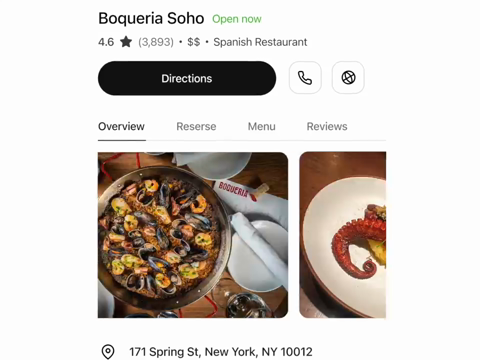 Boqueria Soho Open now
4.6 ★ (3,893) • $$ • Spanish Restaurant
Directions
Overview Reserse Menu Reviews
BOQUERIA
171 Spring St, New York, NY 10012